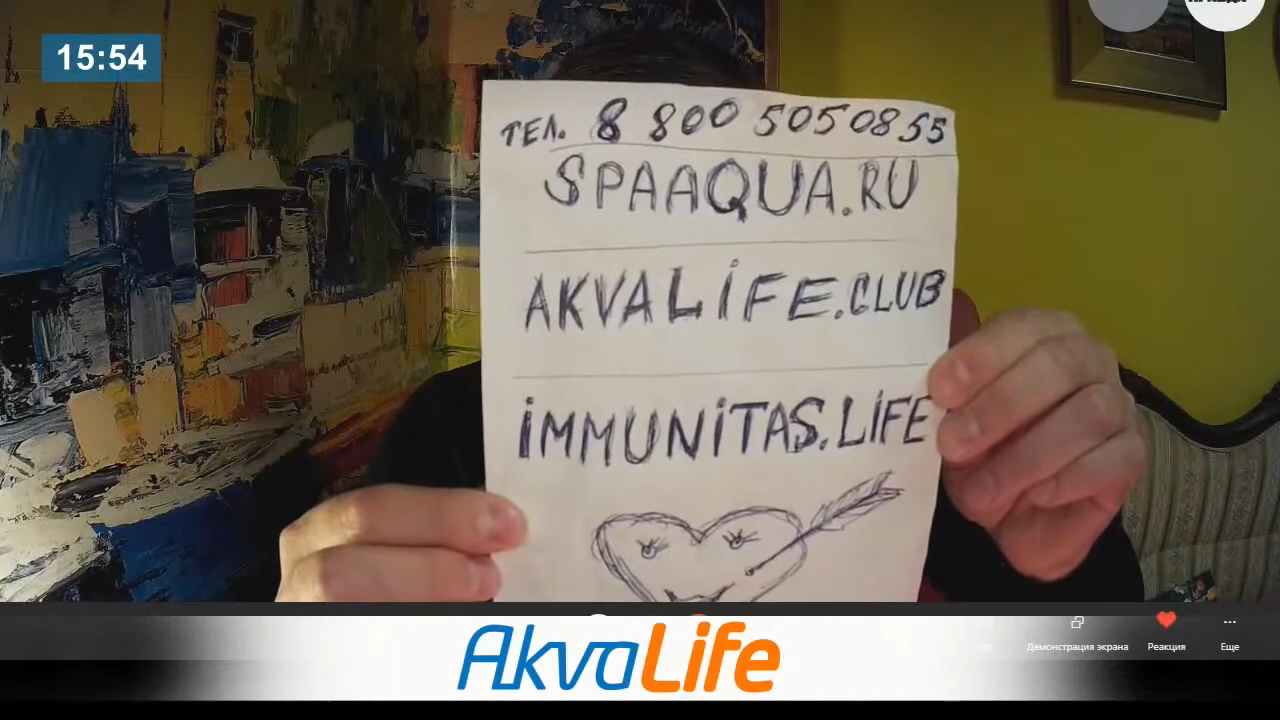 15:54
ТЕЛ. 8 800 5050855
SPAAQUA.RU
AKVALiFE.CLUB
iMMUNiTAS.LiFE
AkvaLife
Демонстрация экрана
Реакция
Еще